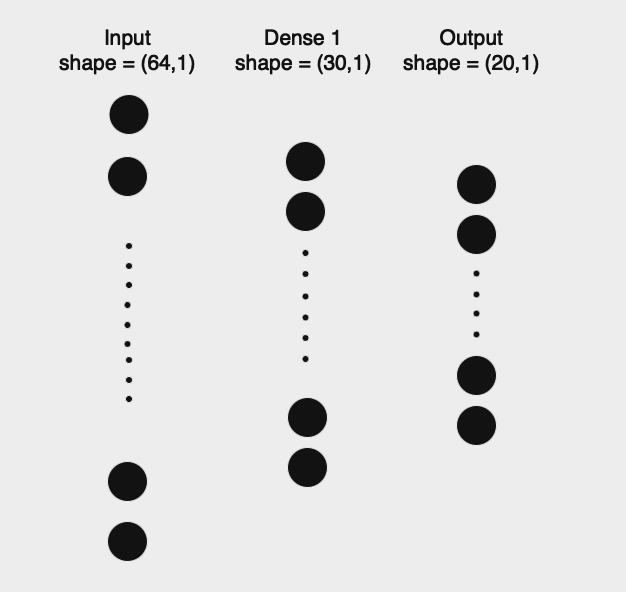 Input
shape = (64,1)
Dense 1
shape = (30,1)
Output
shape = (20,1)